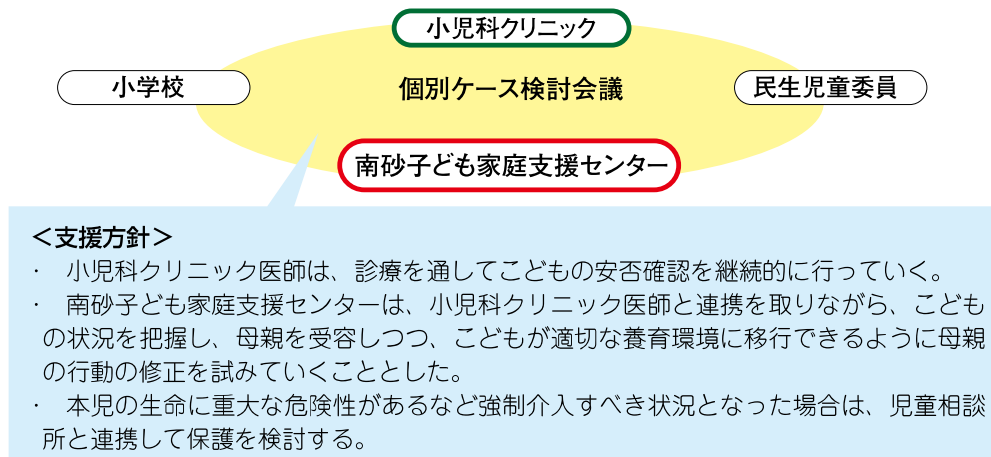 小児科クリニック
小学校
個別ケース検討会議
民生児童委員
南砂子ども家庭支援センター
＜支援方針＞
・ 小児科クリニック医師は、診療を通してこどもの安否確認を継続的に行っていく。
・ 南砂子ども家庭支援センターは、小児科クリニック医師と連携を取りながら、こども
の状況を把握し、母親を受容しつつ、こどもが適切な養育環境に移行できるように母親
の行動の修正を試みていくこととした。
・ 本児の生命に重大な危険性があるなど強制介入すべき状況となった場合は、児童相談
所と連携して保護を検討する。